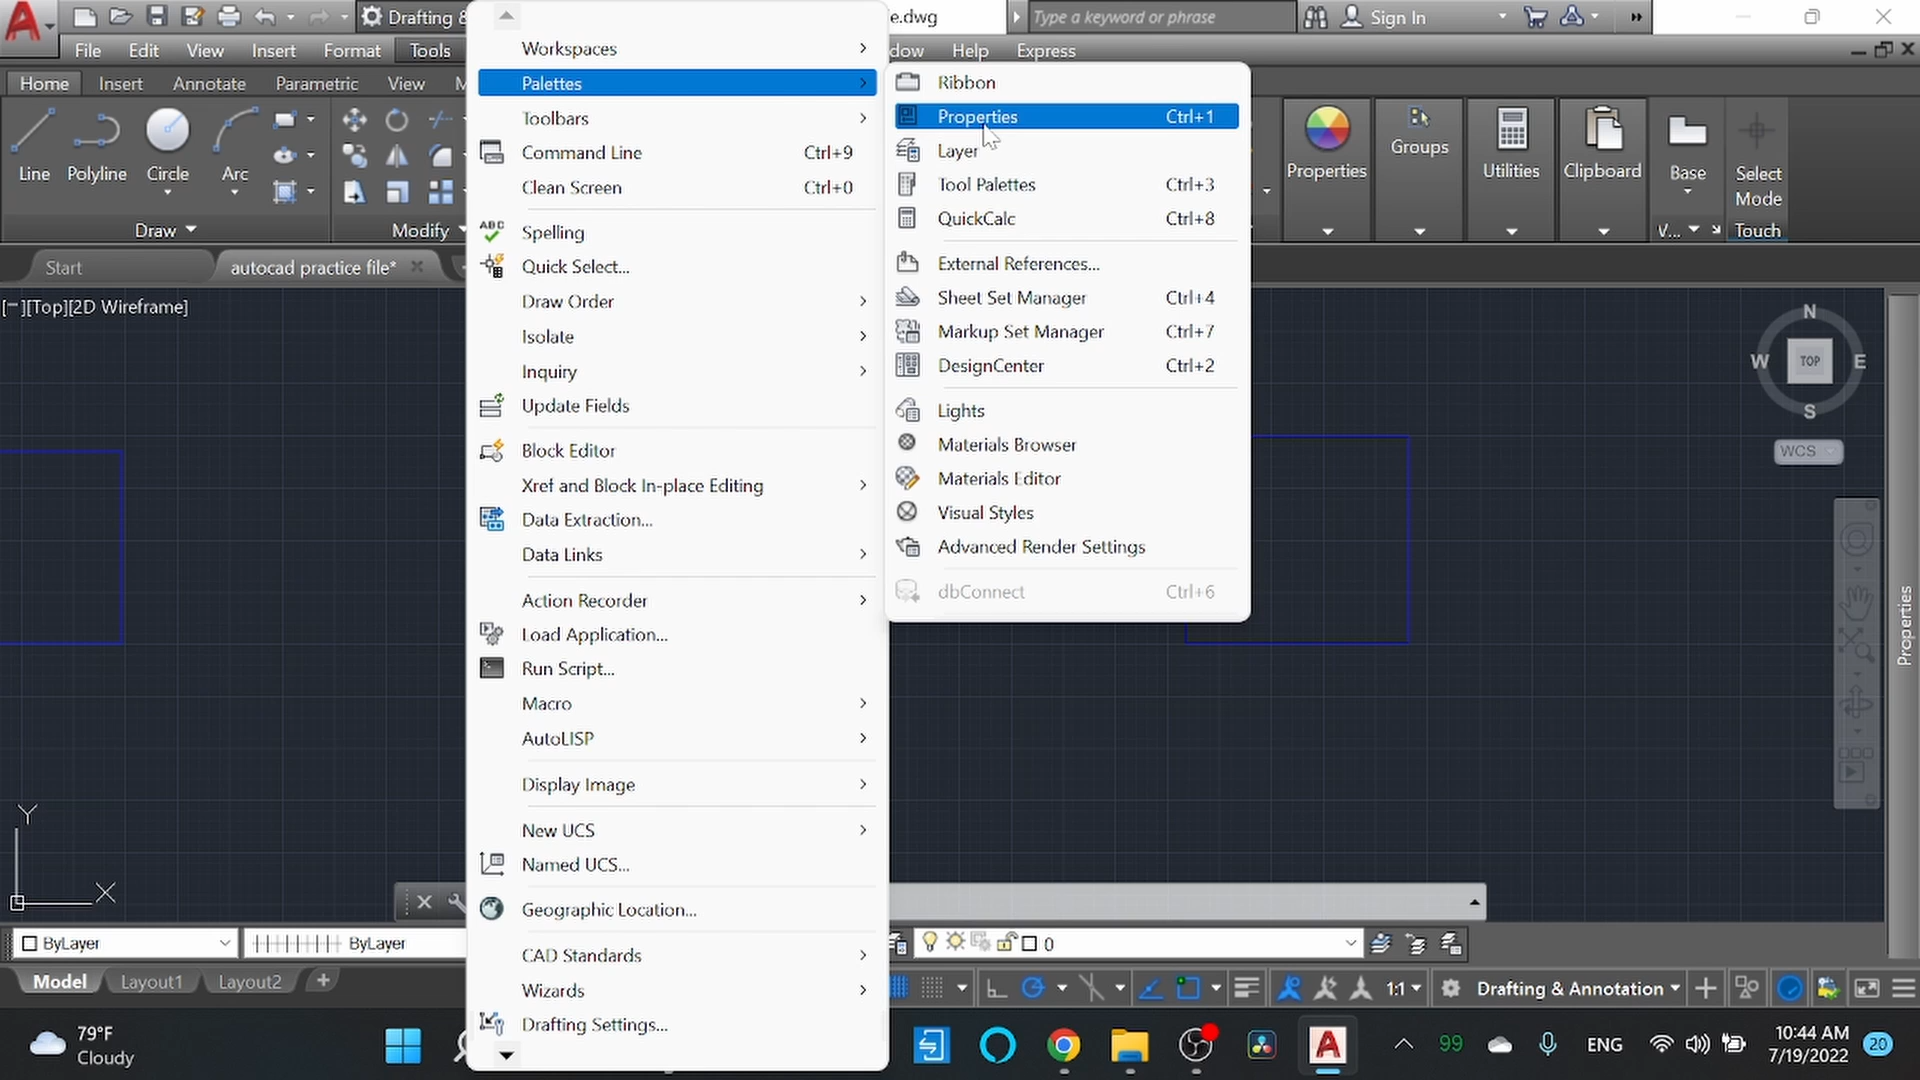 Drafting &
e.dwg
Type a keyword or phrase
Sign In
File Edit View Insert Format Tools
dow Help Express
Home Insert Annotate Parametric View M
Line Polyline Circle Arc
Draw
Modify
Properties
Groups
Utilities
Clipboard
Base
Select
Mode
V...
Touch
Start
autocad practice file*
Workspaces
Palettes
Toolbars
Command Line Ctrl+9
Clean Screen Ctrl+0
ABC
Spelling
Quick Select...
Draw Order
Isolate
Inquiry
Update Fields
Block Editor
Xref and Block In-place Editing
Data Extraction...
Data Links
Action Recorder
Load Application...
Run Script...
Macro
AutoLISP
Display Image
New UCS
Named UCS...
Geographic Location...
CAD Standards
Wizards
Drafting Settings...
Ribbon
Properties Ctrl+1
Layer
Tool Palettes Ctrl+3
QuickCalc Ctrl+8
External References...
Sheet Set Manager Ctrl+4
Markup Set Manager Ctrl+7
DesignCenter Ctrl+2
Lights
Materials Browser
Materials Editor
Visual Styles
Advanced Render Settings
dbConnect Ctrl+6
[–][Top][2D Wireframe]
N
W TOP E
S
WCS
Properties
Y
X
ByLayer
ByLayer
0
Model Layout1 Layout2 +
1:1
Drafting & Annotation
79°F
Cloudy
A
99
ENG
10:44 AM
7/19/2022
20